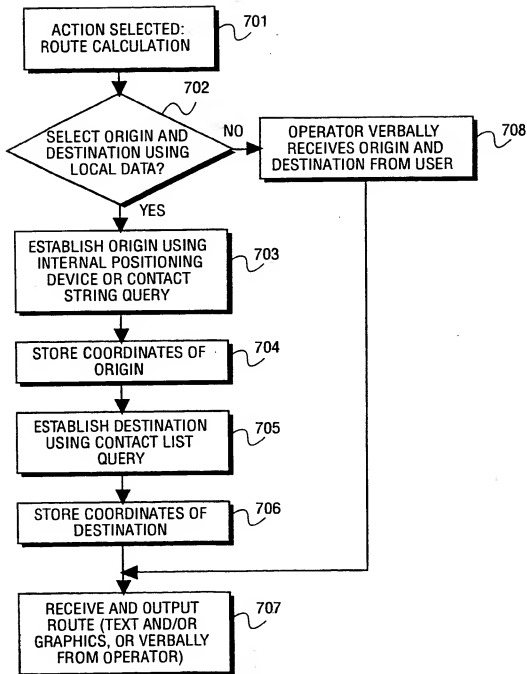 ACTION SELECTED:
ROUTE CALCULATION
701
702
SELECT ORIGIN AND
DESTINATION USING
LOCAL DATA?
NO
OPERATOR VERBALLY
RECEIVES ORIGIN AND
DESTINATION FROM USER
708
YES
ESTABLISH ORIGIN USING
INTERNAL POSITIONING
DEVICE OR CONTACT
STRING QUERY
703
STORE COORDINATES OF
ORIGIN
704
ESTABLISH DESTINATION
USING CONTACT LIST
QUERY
705
STORE COORDINATES OF
DESTINATION
706
RECEIVE AND OUTPUT
ROUTE (TEXT AND/OR
GRAPHICS, OR VERBALLY
FROM OPERATOR)
707